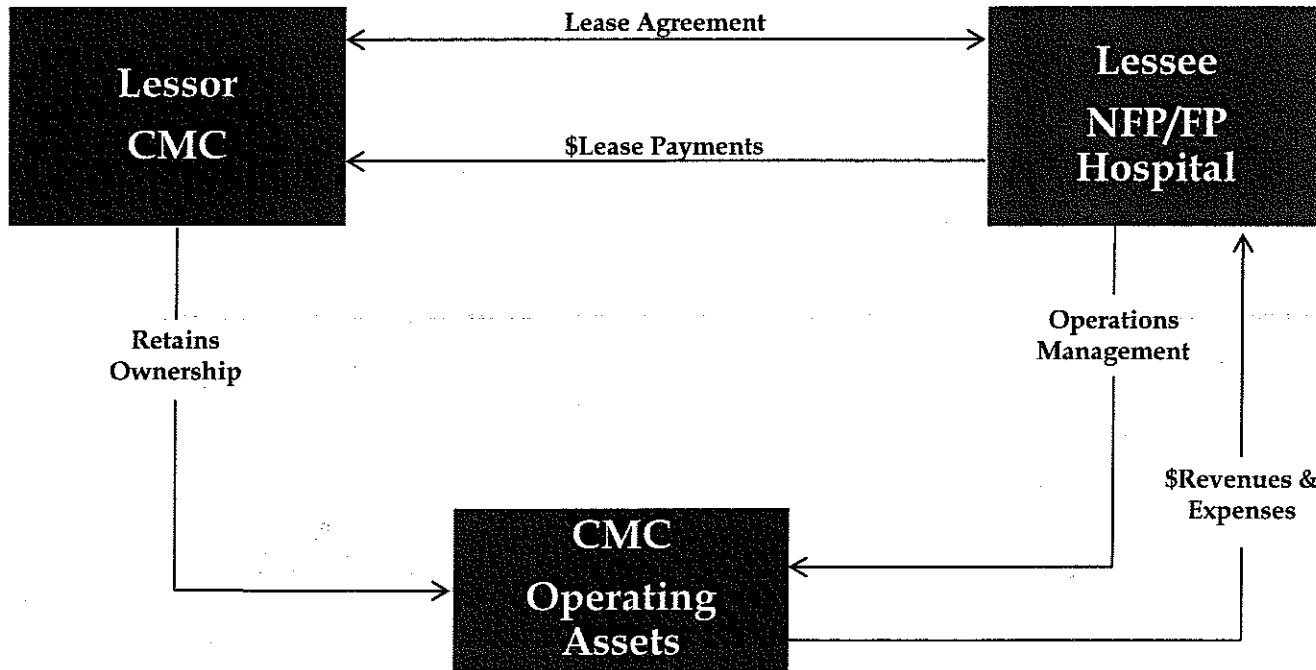 Lease Agreement
Lessor
CMC
Lessee
NFP/FP
Hospital
$Lease Payments
Retains
Ownership
Operations
Management
$Revenues &
Expenses
CMC
Operating
Assets